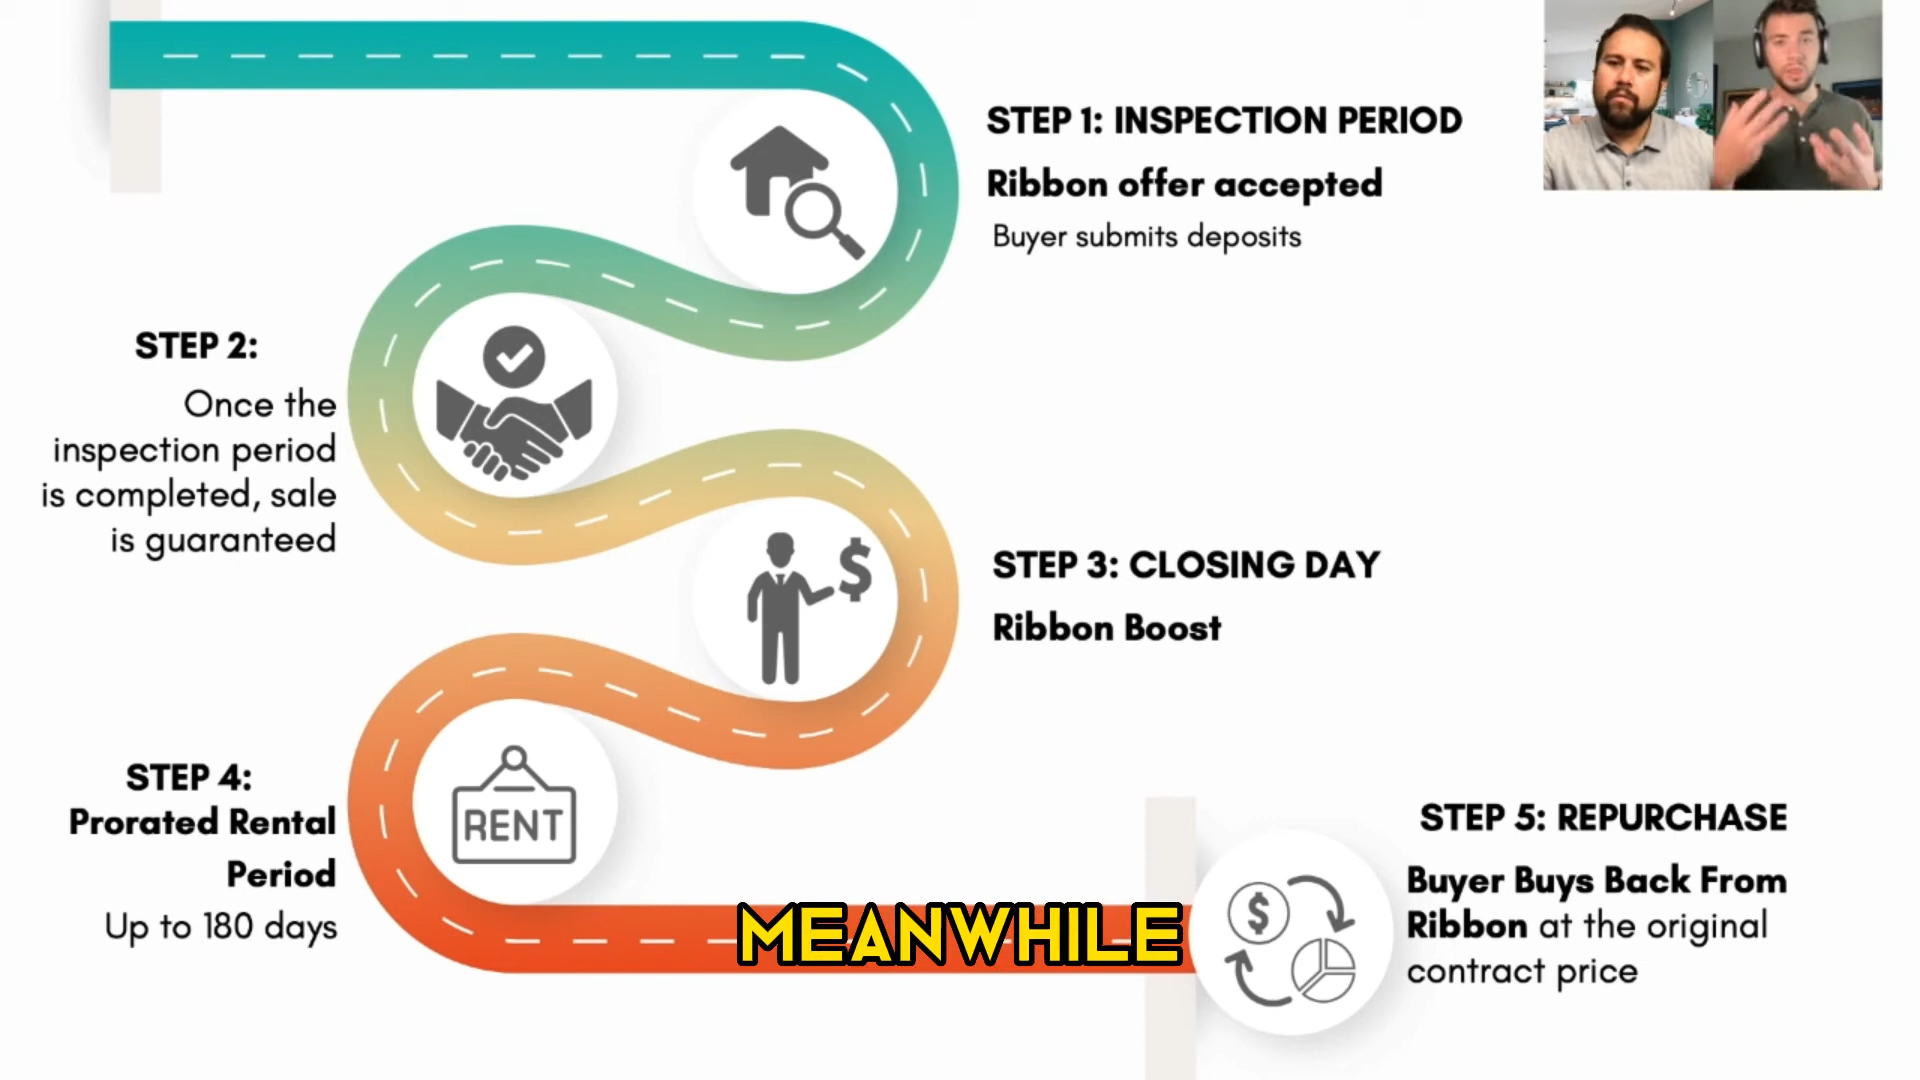 STEP 1: INSPECTION PERIOD
Ribbon offer accepted
Buyer submits deposits
STEP 2:
Once the
inspection period
is completed, sale
is guaranteed
STEP 3: CLOSING DAY
Ribbon Boost
STEP 4:
Prorated Rental
Period
Up to 180 days
RENT
$
$
STEP 5: REPURCHASE
Buyer Buys Back From
Ribbon at the original
contract price
MEANWHILE